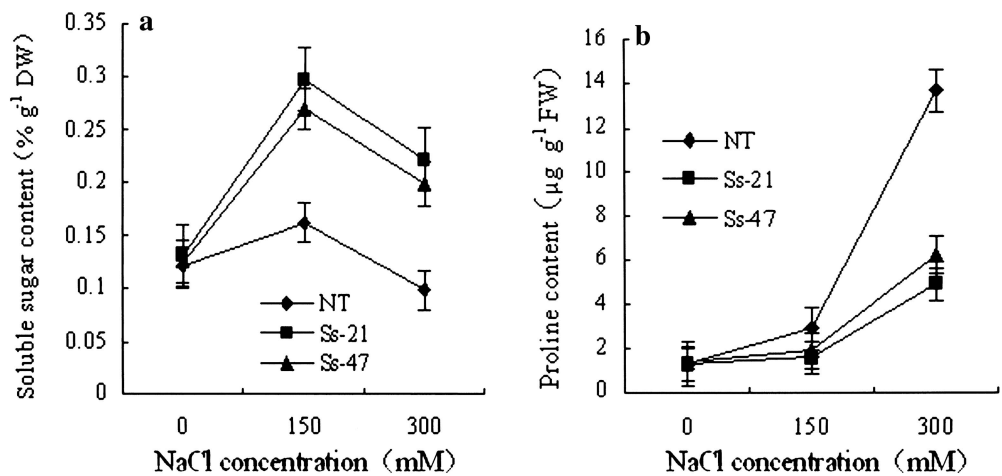 a
Soluble sugar content (% g-1 DW)
0.35
0.3
0.25
0.2
0.15
0.1
0.05
0
NT
Ss-21
Ss-47
0 150 300
NaCl concentration (mM)
b
Proline content (μg g-1 FW)
16
14
12
10
8
6
4
2
0
NT
Ss-21
Ss-47
0 150 300
NaCl concentration (mM)